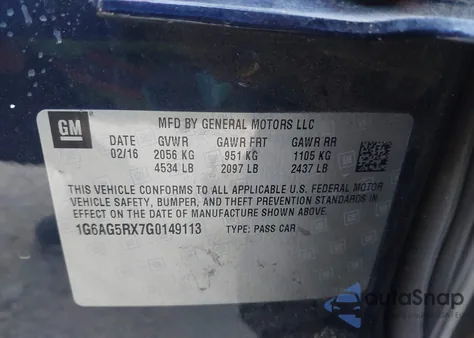 GM
MFD BY GENERAL MOTORS LLC
DATE GVWR GAWR FRT GAWR RR
02/16 2056 KG 951 KG 1105 KG
4534 LB 2097 LB 2437 LB
THIS VEHICLE CONFORMS TO ALL APPLICABLE U.S. FEDERAL MOTOR
VEHICLE SAFETY, BUMPER, AND THEFT PREVENTION STANDARDS
IN EFFECT ON THE DATE OF MANUFACTURE SHOWN ABOVE.
1G6AG5RX7G0149113 TYPE: PASS CAR
AutoSnap